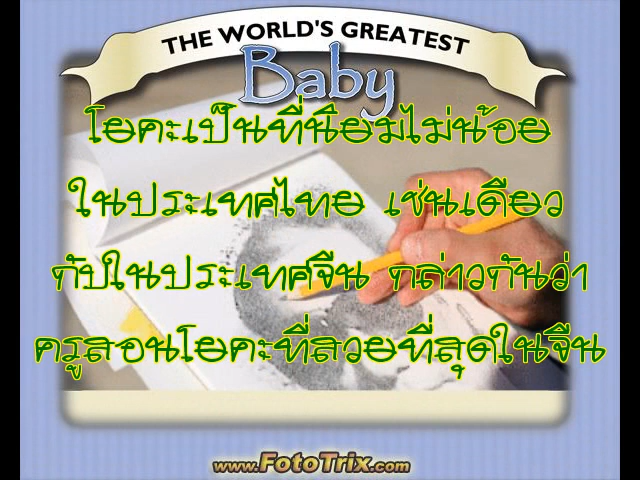 THE WORLD'S GREATEST
Baby
โยคะเป็นที่นิยมไม่น้อย
ในประเทศไทย เช่นเดียว
กับในประเทศจีน กล่าวกันว่า
ครูสอนโยคะที่สวยที่สุดในจีน
www.FotoTrix.com